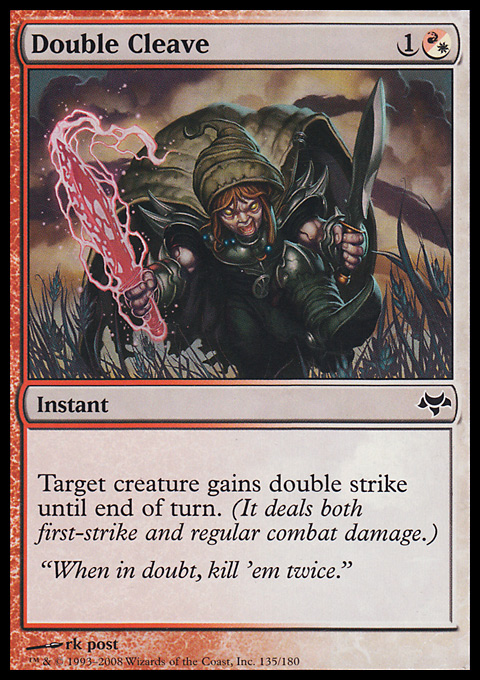 Double Cleave 1
Instant
Target creature gains double strike
until end of turn. (It deals both
first-strike and regular combat damage.)
“When in doubt, kill ’em twice.”
rk post
™ & © 1993–2008 Wizards of the Coast, Inc. 135/180